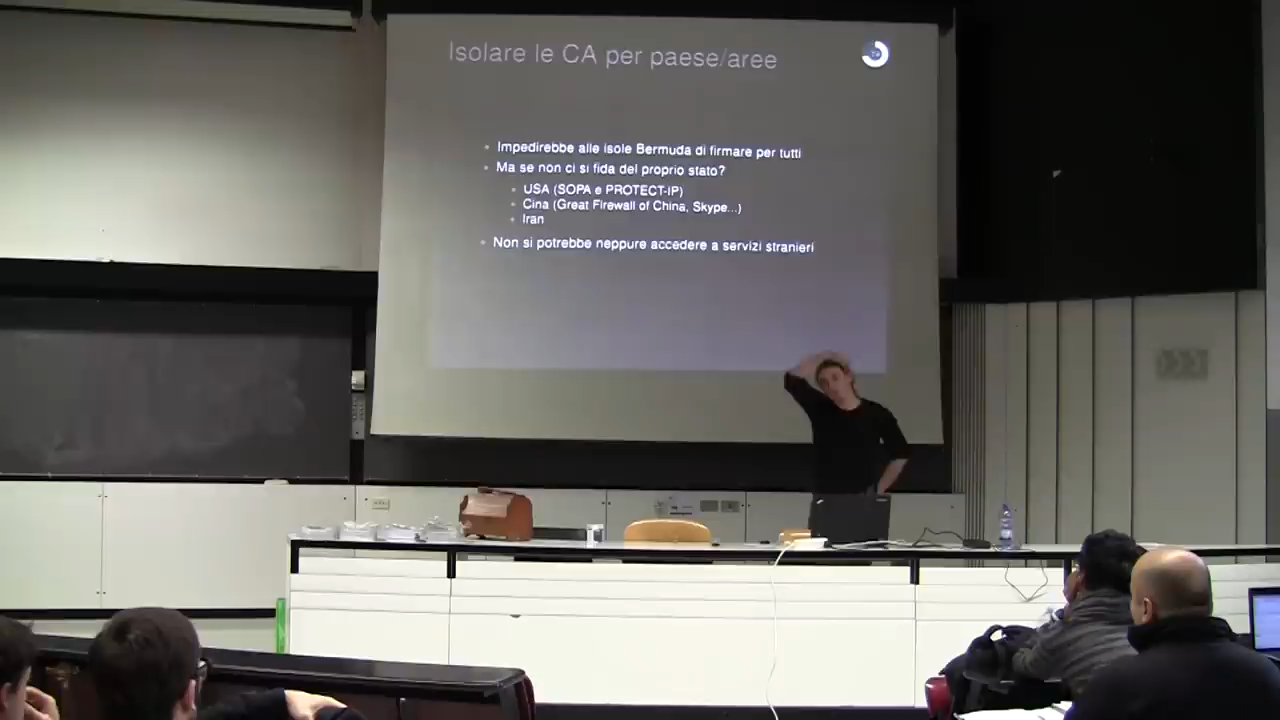 Isolare le CA per paese/aree
Impedirebbe alle isole Bermuda di firmare per tutti
Ma se non ci si fida del proprio stato?
USA (SOPA e PROTECT-IP)
Cina (Great Firewall of China, Skype...)
Iran
Non si potrebbe neppure accedere a servizi stranieri